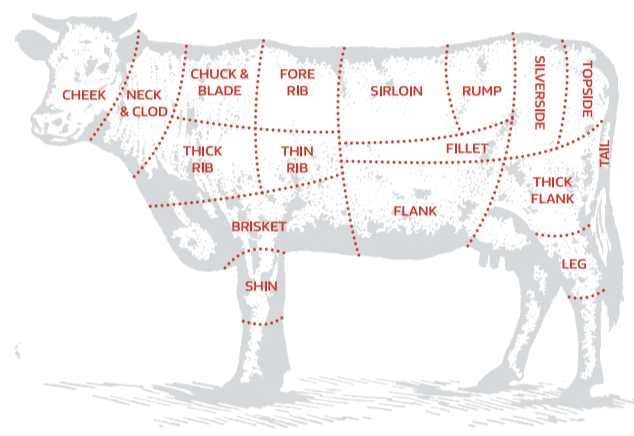 CHEEK
NECK
& CLOD
CHUCK &
BLADE
FORE
RIB
SIRLOIN
RUMP
SILVERSIDE
TOPSIDE
TAIL
THICK
RIB
THIN
RIB
FILLET
THICK
FLANK
BRISKET
FLANK
LEG
SHIN